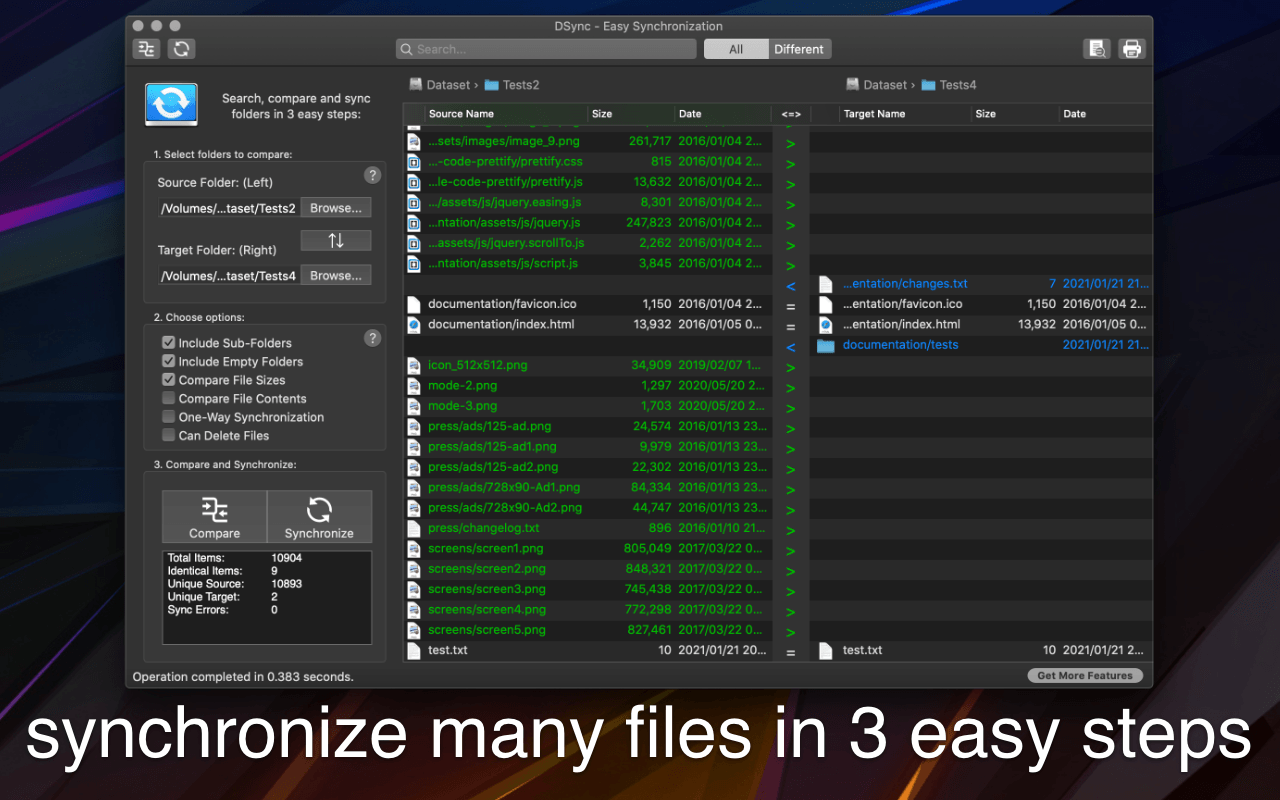 DSync - Easy Synchronization
Search...
All Different
Dataset › Tests2
Dataset › Tests4
Search, compare and sync
folders in 3 easy steps:
1. Select folders to compare:
?
Source Folder: (Left)
/Volumes/...taset/Tests2 Browse...
Target Folder: (Right)
/Volumes/...taset/Tests4 Browse...
2. Choose options:
?
Include Sub-Folders
Include Empty Folders
Compare File Sizes
Compare File Contents
One-Way Synchronization
Can Delete Files
3. Compare and Synchronize:
Compare Synchronize
Total Items: 10904
Identical Items: 9
Unique Source: 10893
Unique Target: 2
Sync Errors: 0
Source Name Size Date <=> Target Name Size Date
...sets/images/image_9.png 261,717 2016/01/04 2... >
...-code-prettify/prettify.css 815 2016/01/04 2... >
...le-code-prettify/prettify.js 13,632 2016/01/04 2... >
.../assets/js/jquery.easing.js 8,301 2016/01/04 2... >
...ntation/assets/js/jquery.js 247,823 2016/01/04 2... >
...assets/js/jquery.scrollTo.js 2,262 2016/01/04 2... >
...ntation/assets/js/script.js 3,845 2016/01/04 2... >
< ...entation/changes.txt 7 2021/01/21 21...
documentation/favicon.ico 1,150 2016/01/04 2... = ...entation/favicon.ico 1,150 2016/01/04 2...
documentation/index.html 13,932 2016/01/05 0... = ...entation/index.html 13,932 2016/01/05 0...
< documentation/tests 2021/01/21 21...
icon_512x512.png 34,909 2019/02/07 1... >
mode-2.png 1,297 2020/05/20 2... >
mode-3.png 1,703 2020/05/20 2... >
press/ads/125-ad.png 24,574 2016/01/13 23... >
press/ads/125-ad1.png 9,979 2016/01/13 23... >
press/ads/125-ad2.png 22,302 2016/01/13 23... >
press/ads/728x90-Ad1.png 84,334 2016/01/13 23... >
press/ads/728x90-Ad2.png 44,747 2016/01/13 23... >
press/changelog.txt 896 2016/01/10 21... >
screens/screen1.png 805,049 2017/03/22 0... >
screens/screen2.png 848,321 2017/03/22 0... >
screens/screen3.png 745,438 2017/03/22 0... >
screens/screen4.png 772,298 2017/03/22 0... >
screens/screen5.png 827,461 2017/03/22 0... >
test.txt 10 2021/01/21 20... = test.txt 10 2021/01/21 2...
Operation completed in 0.383 seconds.
Get More Features
synchronize many files in 3 easy steps